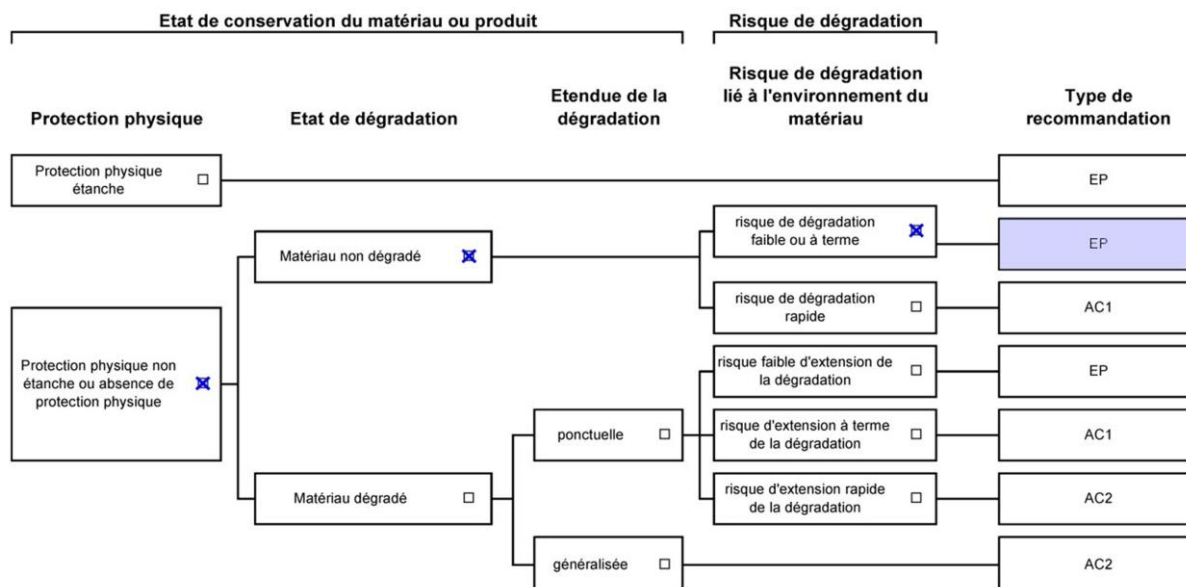 Etat de conservation du matériau ou produit
Risque de dégradation
Protection physique
Etat de dégradation
Etendue de la
dégradation
Risque de dégradation
lié à l'environnement du
matériau
Type de
recommandation
Protection physique
étanche
EP
risque de dégradation
faible ou à terme
EP
Matériau non dégradé
risque de dégradation
rapide
AC1
Protection physique non
étanche ou absence de
protection physique
risque faible d'extension de
la dégradation
EP
ponctuelle
risque d'extension à terme
de la dégradation
AC1
Matériau dégradé
risque d'extension rapide
de la dégradation
AC2
généralisée
AC2